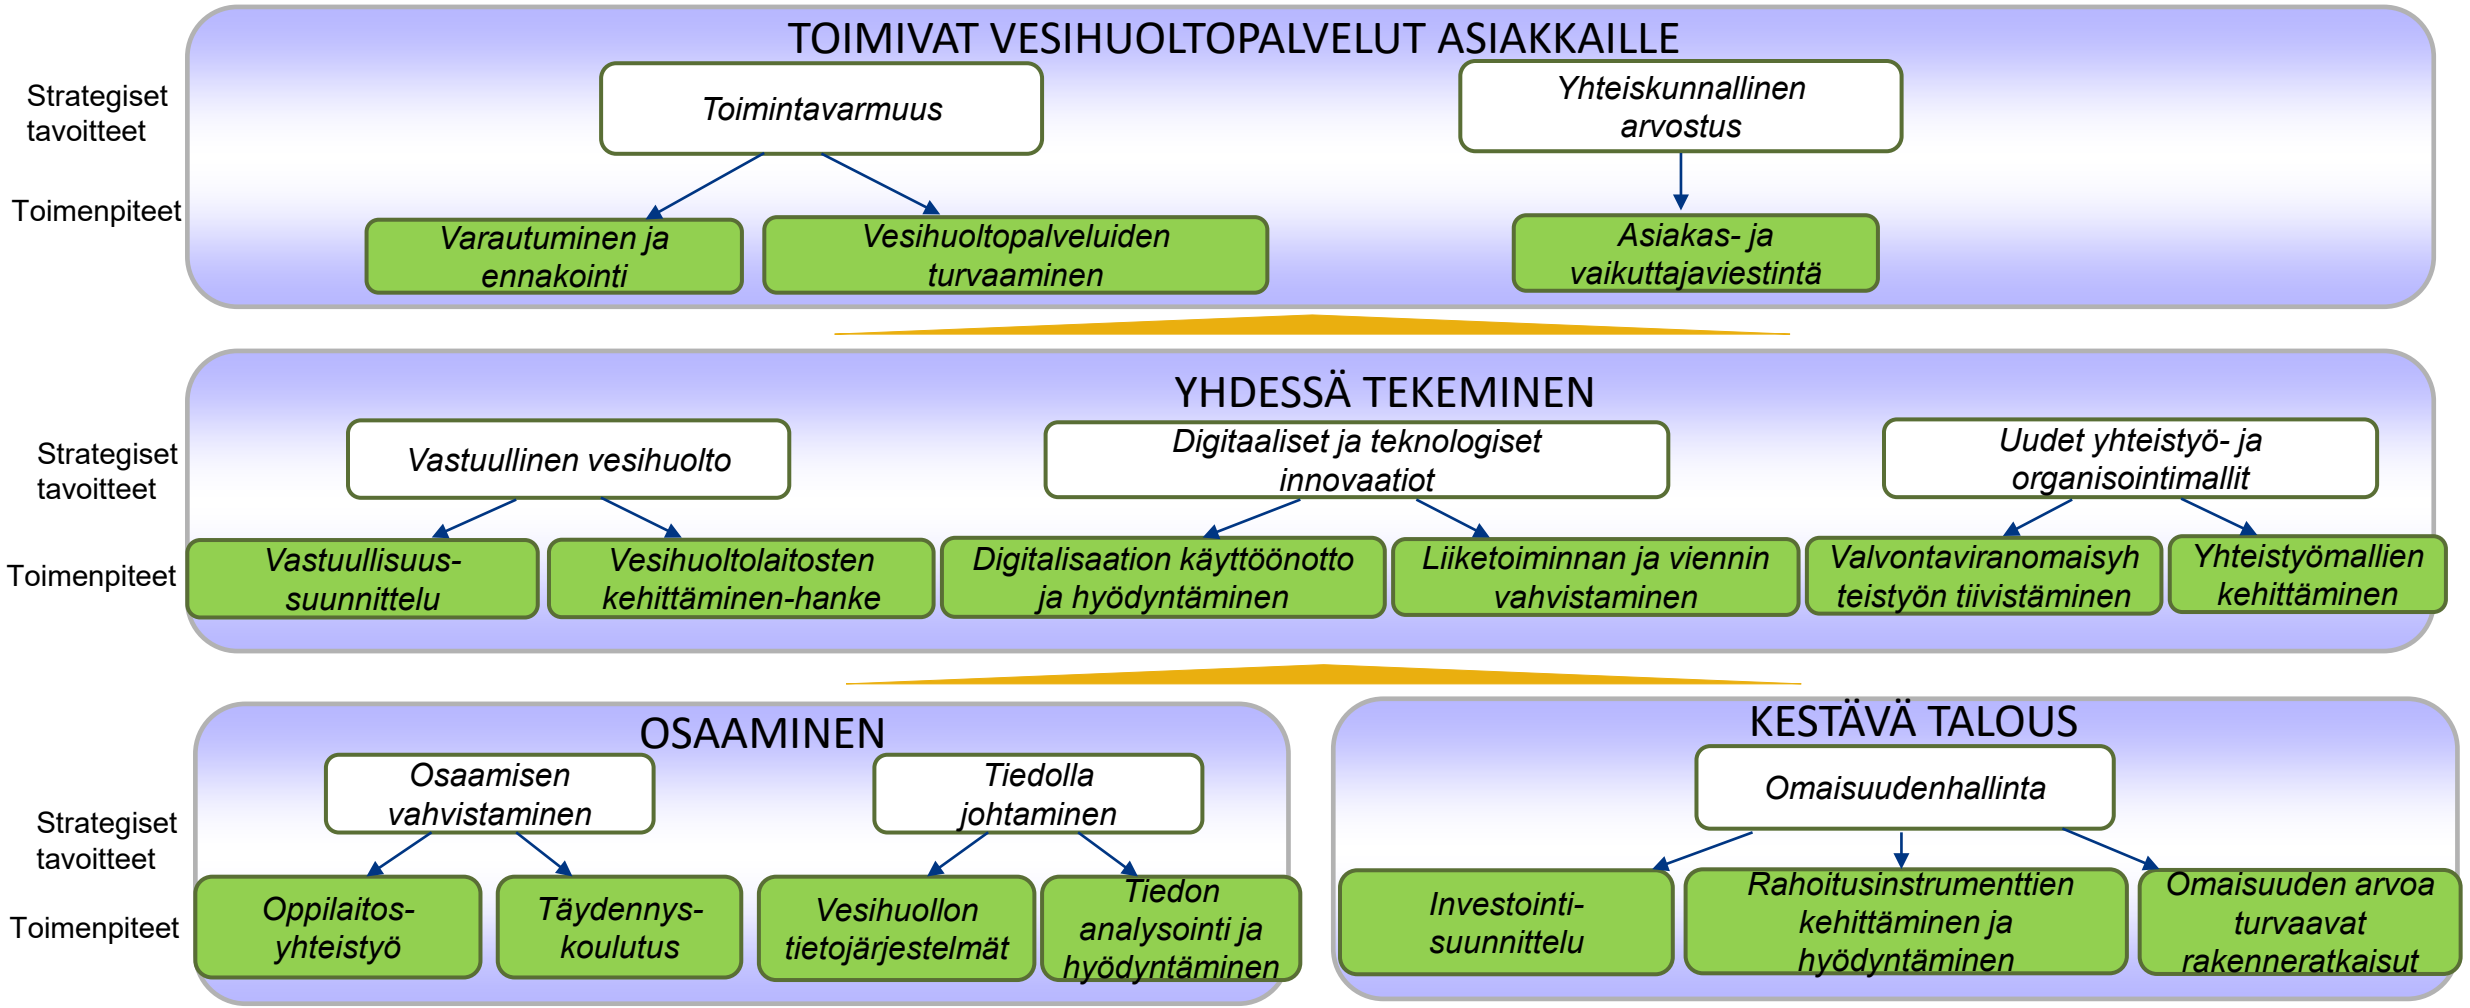 TOIMIVAT VESIHUOLTOPALVELUT ASIAKKAILLE
Strategiset
tavoitteet
Toimintavarmuus
Yhteiskunnallinen
arvostus
Toimenpiteet
Varautuminen ja
ennakointi
Vesihuoltopalveluiden
turvaaminen
Asiakas- ja
vaikuttajaviestintä
YHDESSÄ TEKEMINEN
Strategiset
tavoitteet
Vastuullinen vesihuolto
Digitaaliset ja teknologiset
innovaatiot
Uudet yhteistyö- ja
organisointimallit
Toimenpiteet
Vastuullisuus-
suunnittelu
Vesihuoltolaitosten
kehittäminen-hanke
Digitalisaation käyttöönotto
ja hyödyntäminen
Liiketoiminnan ja viennin
vahvistaminen
Valvontaviranomaisyh
teistyön tiivistäminen
Yhteistyömallien
kehittäminen
OSAAMINEN
Strategiset
tavoitteet
Osaamisen
vahvistaminen
Tiedolla
johtaminen
Toimenpiteet
Oppilaitos-
yhteistyö
Täydennys-
koulutus
Vesihuollon
tietojärjestelmät
Tiedon
analysointi ja
hyödyntäminen
KESTÄVÄ TALOUS
Omaisuudenhallinta
Investointi-
suunnittelu
Rahoitusinstrumenttien
kehittäminen ja
hyödyntäminen
Omaisuuden arvoa
turvaavat
rakenneratkaisut